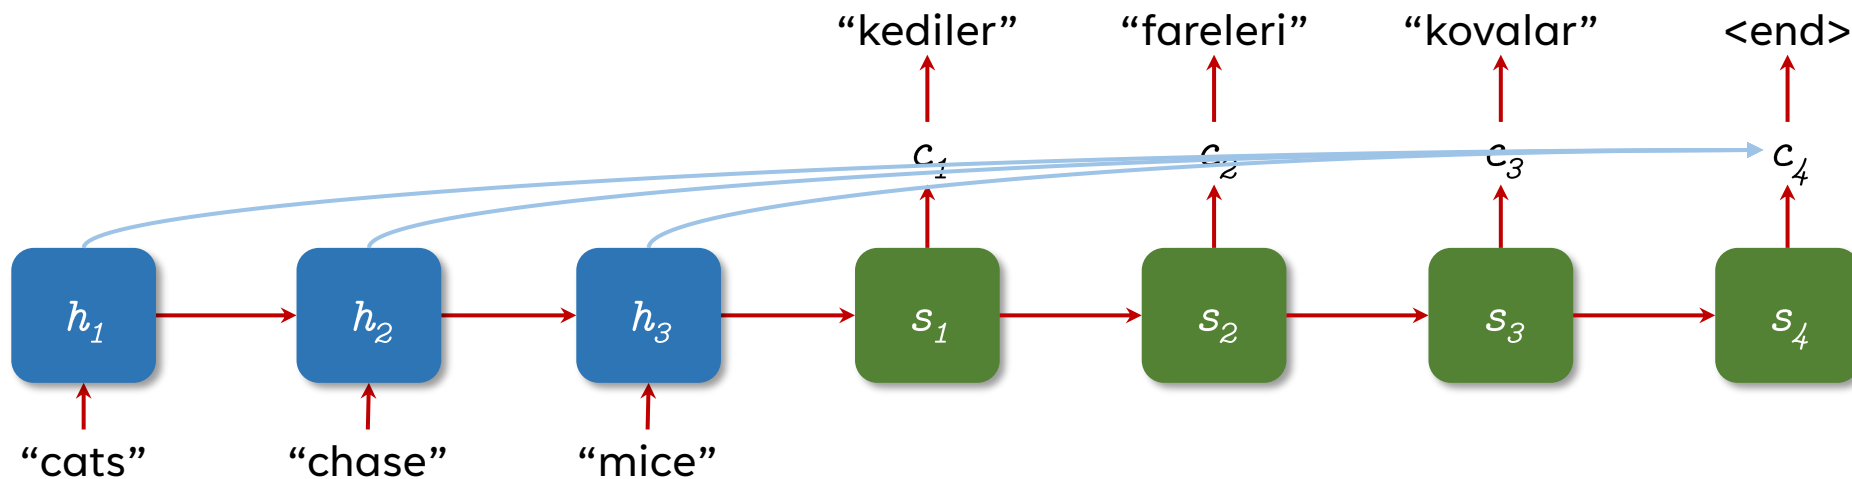 “kediler” “fareleri” “kovalar” <end>
c1 c2 c3 c4
h1 h2 h3 s1 s2 s3 s4
“cats” “chase” “mice”